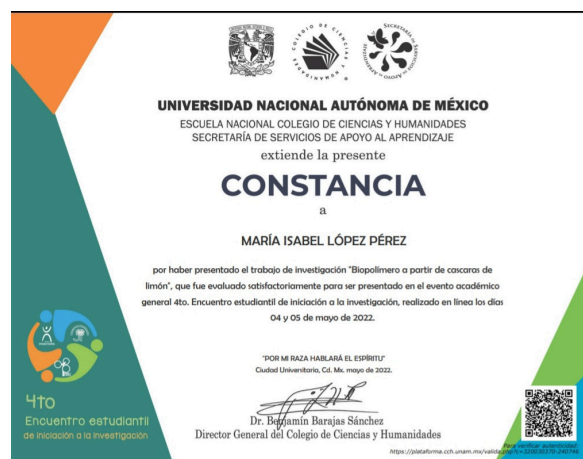 UNIVERSIDAD NACIONAL AUTÓNOMA DE MÉXICO
ESCUELA NACIONAL COLEGIO DE CIENCIAS Y HUMANIDADES
SECRETARÍA DE SERVICIOS DE APOYO AL APRENDIZAJE
extiende la presente
CONSTANCIA
a
MARÍA ISABEL LÓPEZ PÉREZ
por haber presentado el trabajo de investigación "Biopolímero a partir de cascaras de
limón", que fue evaluado satisfactoriamente para ser presentado en el evento académico
general 4to. Encuentro estudiantil de iniciación a la investigación, realizado en línea los días
04 y 05 de mayo de 2022.
"POR MI RAZA HABLARÁ EL ESPÍRITU"
Ciudad Universitaria, Cd. Mx. mayo de 2022.
Dr. Benjamín Barajas Sánchez
Director General del Colegio de Ciencias y Humanidades
4to
Encuentro estudiantil
de iniciación a la investigación
Para verificar autenticidad: